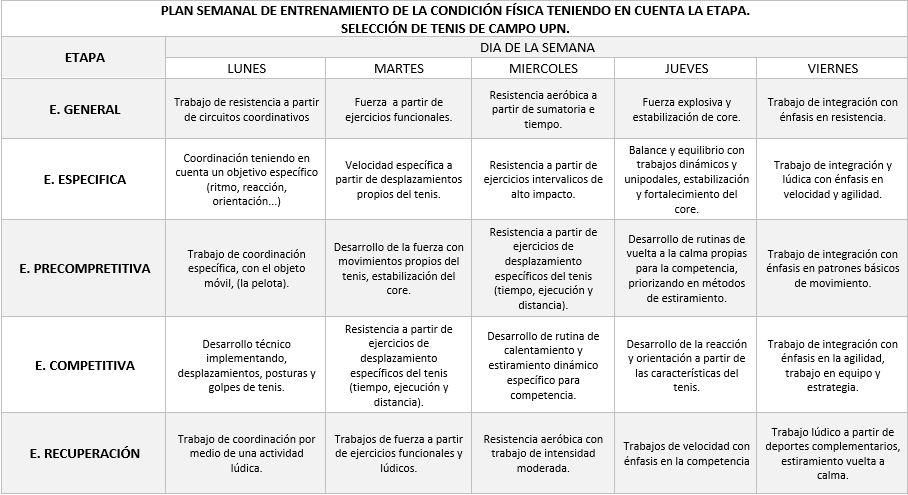 PLAN SEMANAL DE ENTRENAMIENTO DE LA CONDICIÓN FÍSICA TENIENDO EN CUENTA LA ETAPA.
SELECCIÓN DE TENIS DE CAMPO UPN.
ETAPA
DIA DE LA SEMANA
LUNES
MARTES
MIERCOLES
JUEVES
VIERNES
E. GENERAL
Trabajo de resistencia a partir
de circuitos coordinativos
Fuerza  a partir de
ejercicios funcionales.
Resistencia aeróbica a
partir de sumatoria e
tiempo.
Fuerza explosiva y
estabilización de core.
Trabajo de integración con
énfasis en resistencia.
E. ESPECIFICA
Coordinación teniendo en
cuenta un objetivo específico
(ritmo, reacción,
orientación...)
Velocidad específica a
partir de desplazamientos
propios del tenis.
Resistencia a partir de
ejercicios intervalicos de
alto impacto.
Balance y equilibrio con
trabajos dinámicos y
unipodales, estabilización
y fortalecimiento del
core.
Trabajo de integración y
lúdica con énfasis en
velocidad y agilidad.
E. PRECOMPRETITIVA
Trabajo de coordinación
específica, con el objeto
móvil, (la pelota).
Desarrollo de la fuerza con
movimientos propios del
tenis, estabilización del
core.
Resistencia a partir de
ejercicios de
desplazamiento
específicos del tenis
(tiempo, ejecución y
distancia).
Desarrollo de rutinas de
vuelta a la calma propias
para la competencia,
priorizando en métodos
de estiramiento.
Trabajo de integración con
énfasis en patrones básicos
de movimiento.
E. COMPETITIVA
Desarrollo técnico
implementando,
desplazamientos, posturas y
golpes de tenis.
Resistencia a partir de
ejercicios de
desplazamiento
específicos del tenis
(tiempo, ejecución y
distancia).
Desarrollo de rutina de
calentamiento y
estiramiento dinámico
específico para
competencia.
Desarrollo de la reacción
y orientación a partir de
las características del
tenis.
Trabajo de integración con
énfasis en la agilidad,
trabajo en equipo y
estrategia.
E. RECUPERACIÓN
Trabajo de coordinación por
medio de una actividad
lúdica.
Trabajos de fuerza a partir
de ejercicios funcionales y
lúdicos.
Resistencia aeróbica con
trabajo de intensidad
moderada.
Trabajos de velocidad con
énfasis en la competencia
Trabajo lúdico a partir de
deportes complementarios,
estiramiento vuelta a
calma.